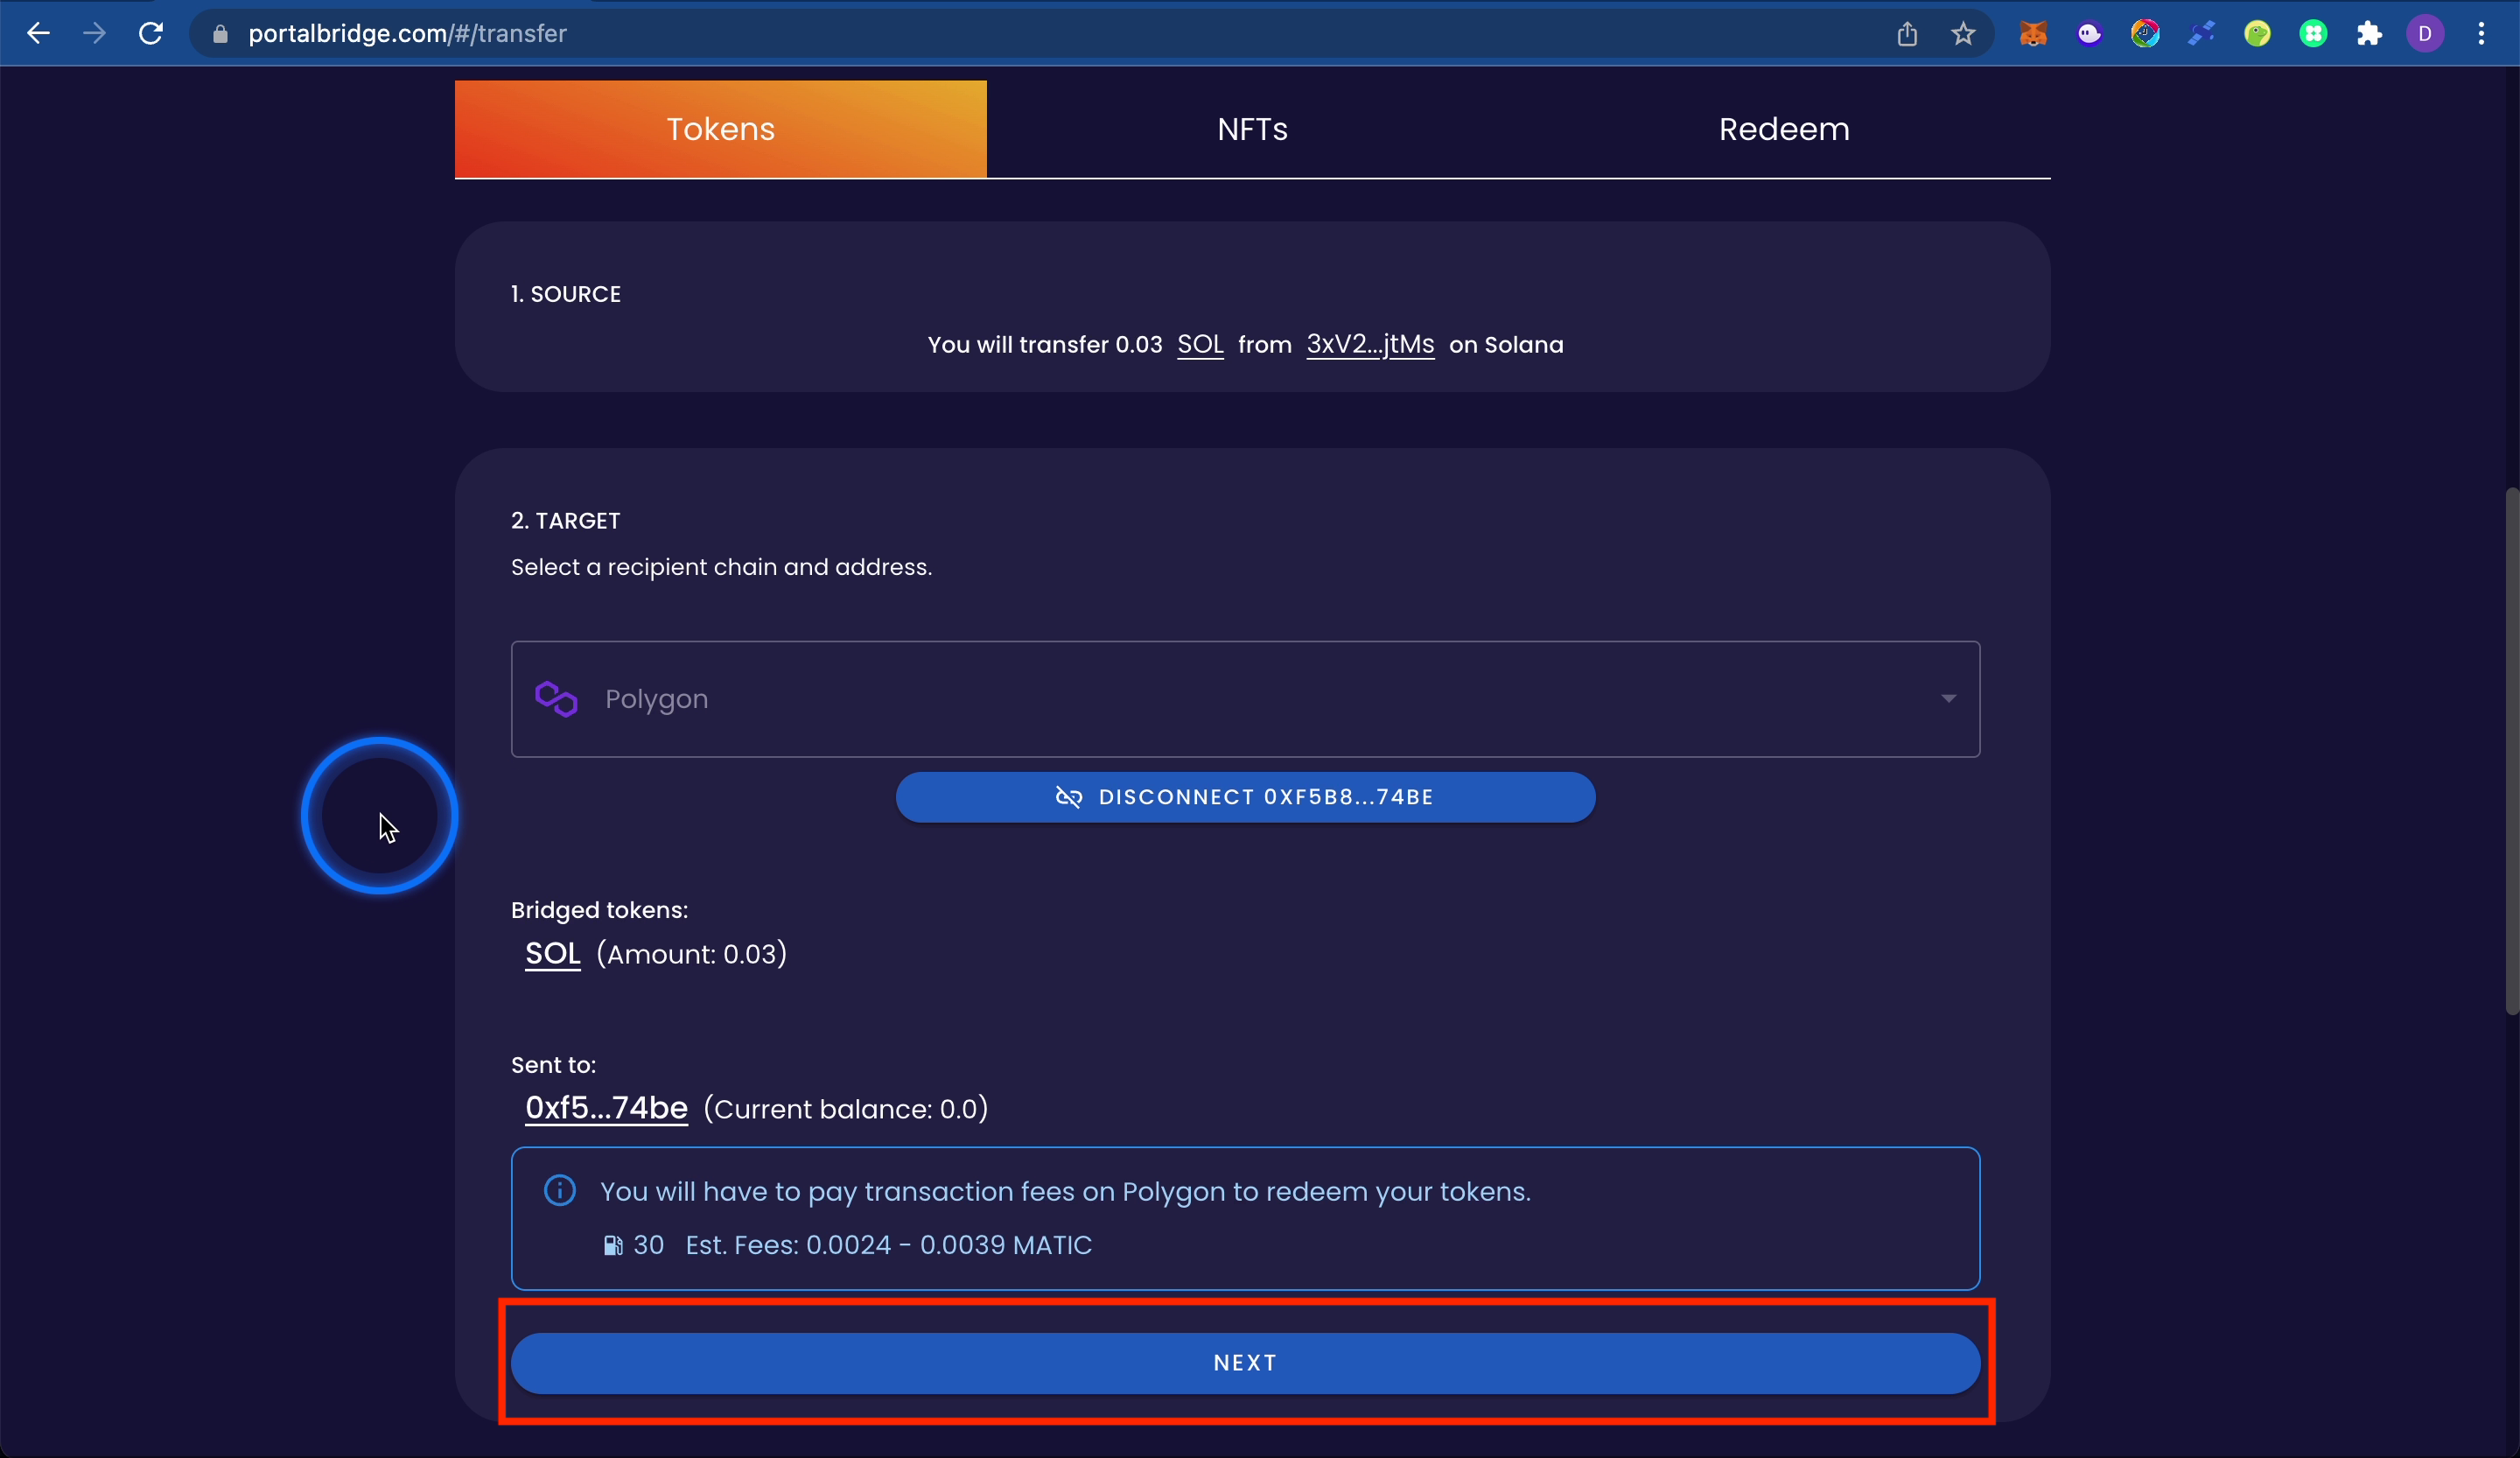 portalbridge.com/#/transfer
D
Tokens
NFTs
Redeem
1. SOURCE
You will transfer 0.03 SOL from 3xV2...jtMs on Solana
2. TARGET
Select a recipient chain and address.
Polygon
DISCONNECT 0XF5B8...74BE
Bridged tokens:
SOL (Amount: 0.03)
Sent to:
0xf5...74be (Current balance: 0.0)
You will have to pay transaction fees on Polygon to redeem your tokens.
30 Est. Fees: 0.0024 - 0.0039 MATIC
NEXT